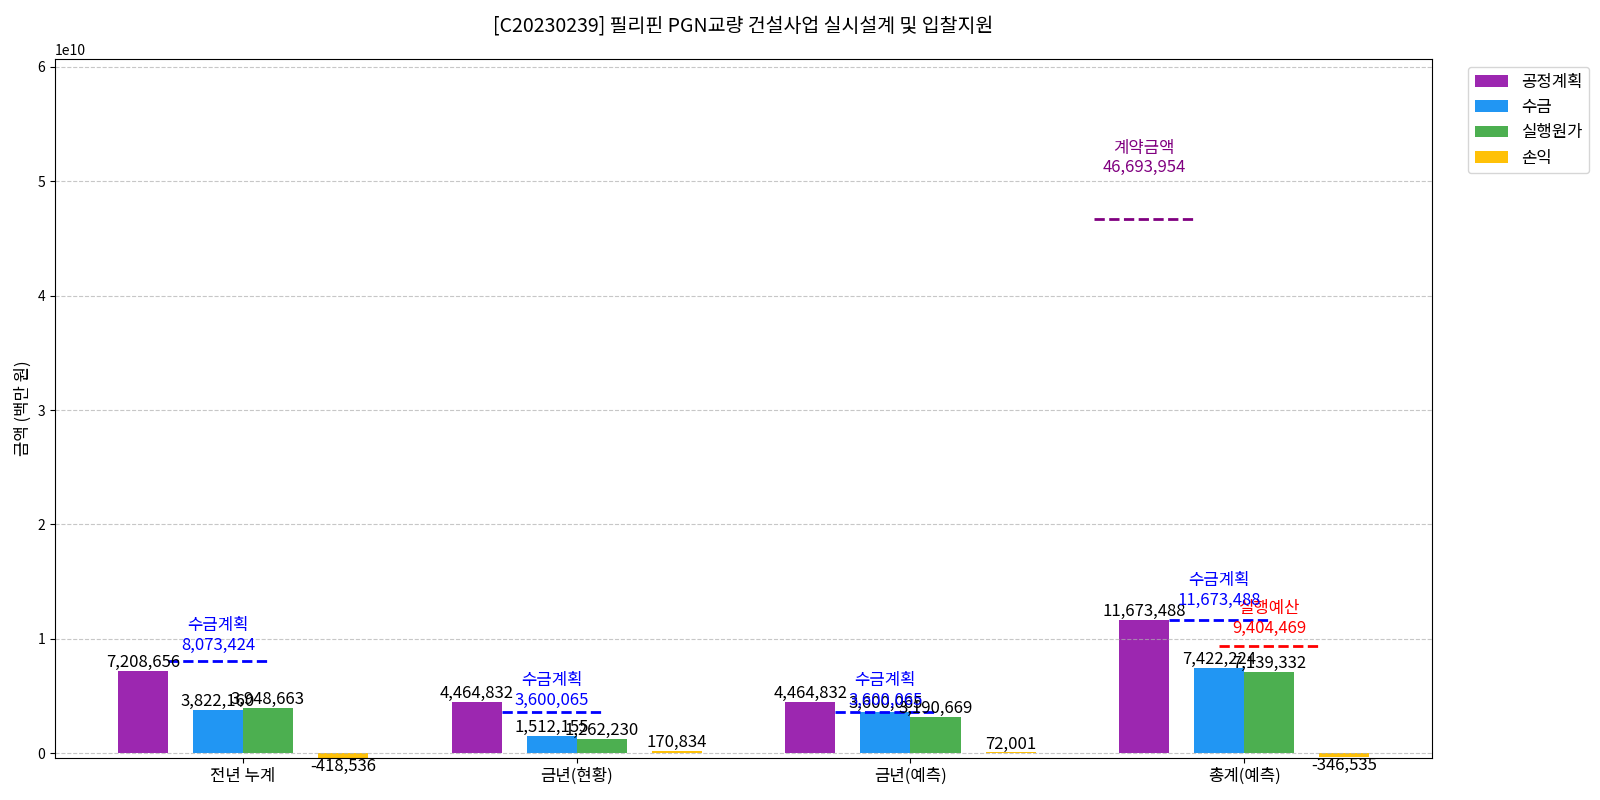 [C20230239] 필리핀 PGN교량 건설사업 실시설계 및 입찰지원
1e10
6
5
4
3
2
1
0
금액 (백만 원)
공정계획
수금
실행원가
손익
계약금액
46,693,954
수금계획
8,073,424
7,208,656
3,822,160
3,948,663
-418,536
수금계획
3,600,065
4,464,832
1,512,155
1,262,230
170,834
수금계획
3,600,065
4,464,832
3,600,065
3,190,669
72,001
수금계획
11,673,488
실행예산
9,404,469
11,673,488
7,422,224
7,139,332
-346,535
전년 누계
금년(현황)
금년(예측)
총계(예측)